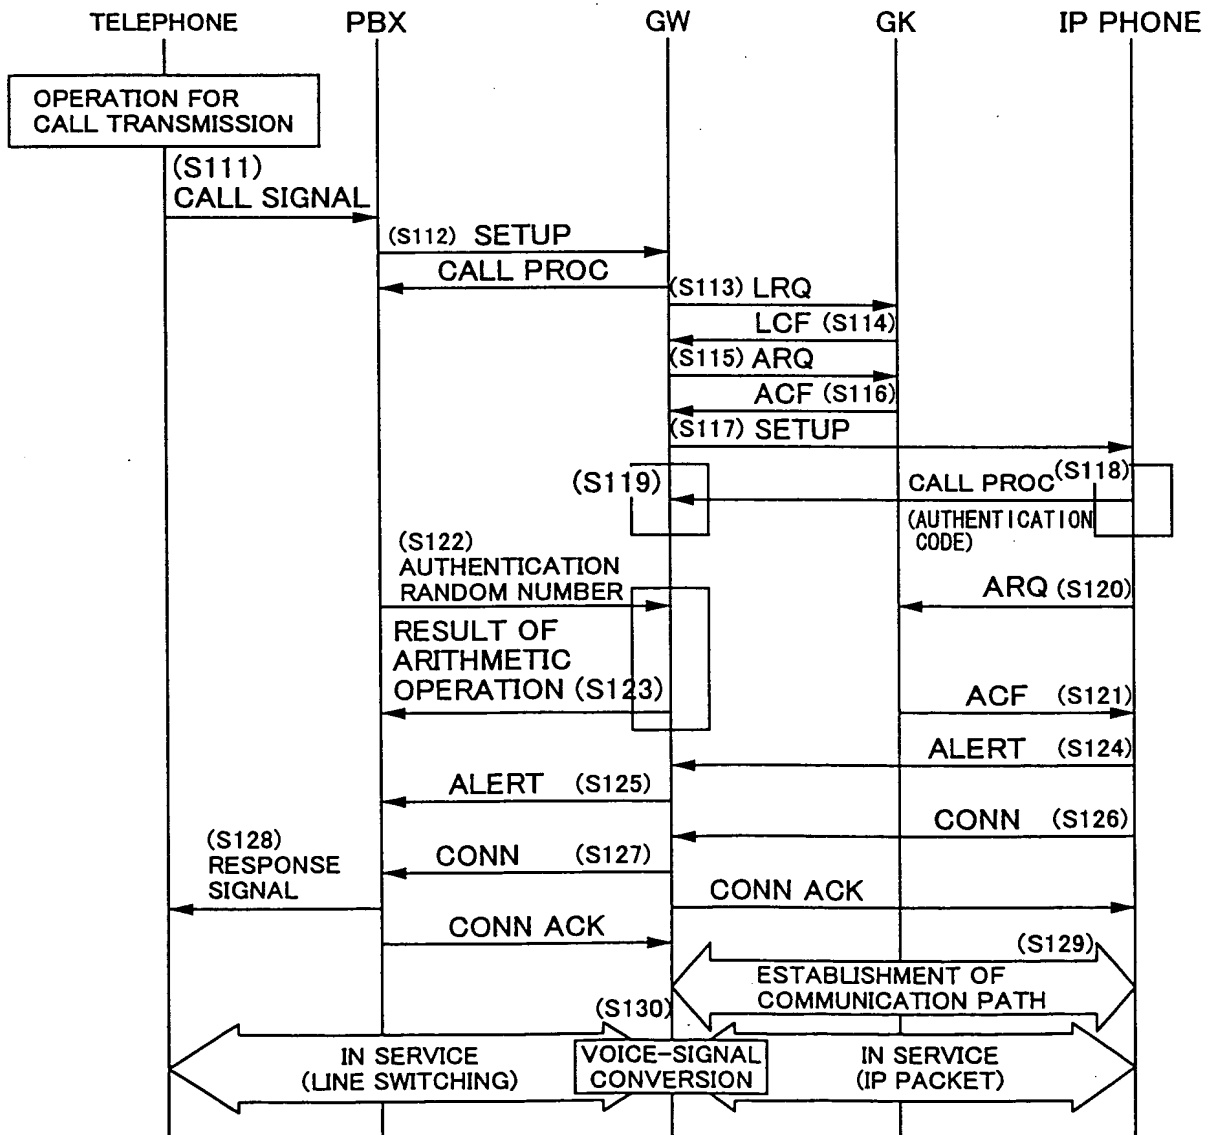 TELEPHONE PBX GW GK IP PHONE
OPERATION FOR
CALL TRANSMISSION
(S111)
CALL SIGNAL
(S112) SETUP
CALL PROC
(S113) LRQ
LCF (S114)
(S115) ARQ
ACF (S116)
(S117) SETUP
(S118)
(S119)
CALL PROC
(AUTHENTICATION
CODE)
(S122)
AUTHENTICATION
RANDOM NUMBER
ARQ (S120)
RESULT OF
ARITHMETIC
OPERATION (S123)
ACF (S121)
ALERT (S124)
ALERT (S125)
CONN (S126)
CONN (S127)
(S128)
RESPONSE
SIGNAL
CONN ACK
CONN ACK
(S129)
ESTABLISHMENT OF
COMMUNICATION PATH
(S130)
IN SERVICE
(LINE SWITCHING)
VOICE-SIGNAL
CONVERSION
IN SERVICE
(IP PACKET)